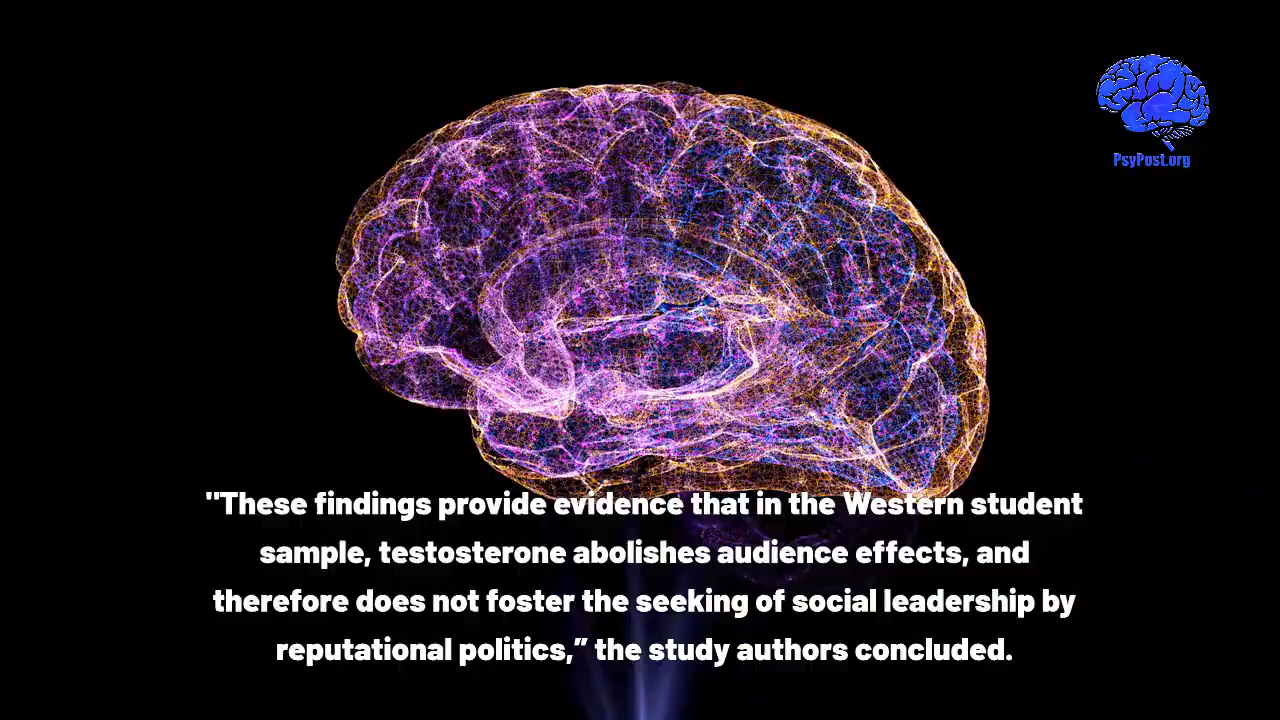 PsyPost.org
"These findings provide evidence that in the Western student
sample, testosterone abolishes audience effects, and
therefore does not foster the seeking of social leadership by
reputational politics,” the study authors concluded.